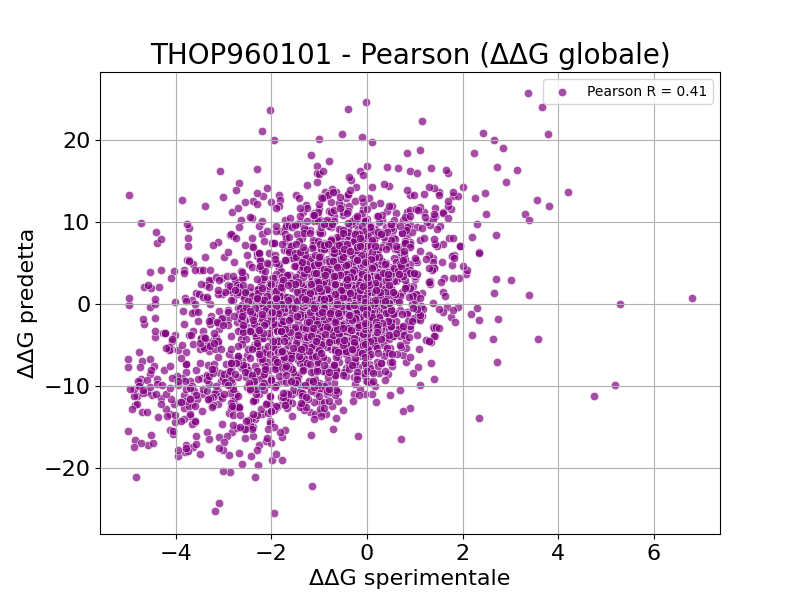 THOP960101 - Pearson (ΔΔG globale)
Pearson R = 0.41
20
10
0
−10
−20
ΔΔG predetta
−4
−2
0
2
4
6
ΔΔG sperimentale